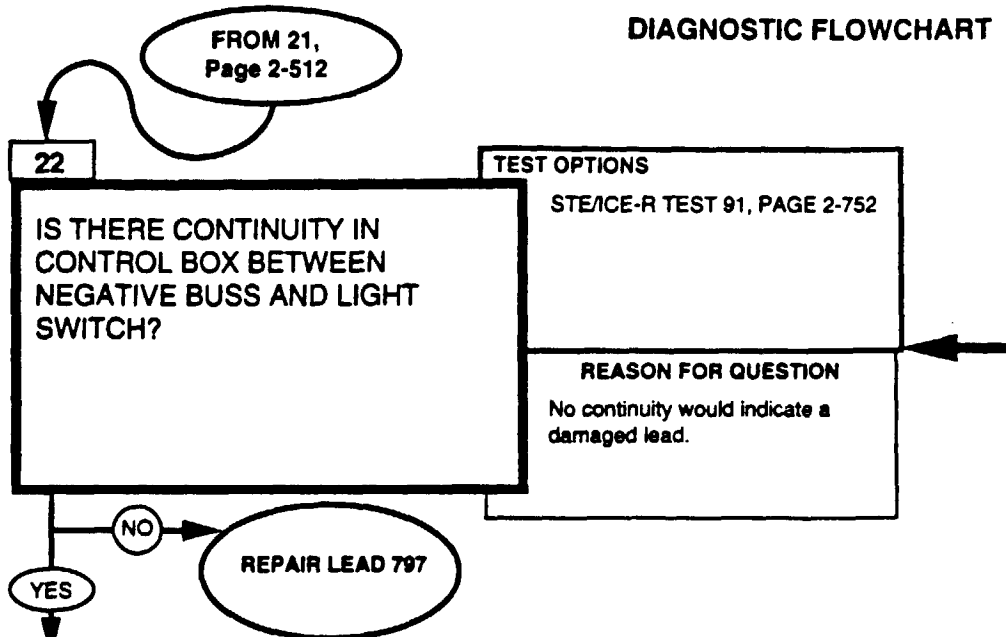 DIAGNOSTIC FLOWCHART
FROM 21,
Page 2-512
22
IS THERE CONTINUITY IN
CONTROL BOX BETWEEN
NEGATIVE BUSS AND LIGHT
SWITCH?
TEST OPTIONS
STE/ICE-R TEST 91, PAGE 2-752
REASON FOR QUESTION
No continuity would indicate a
damaged lead.
NO
REPAIR LEAD 797
YES